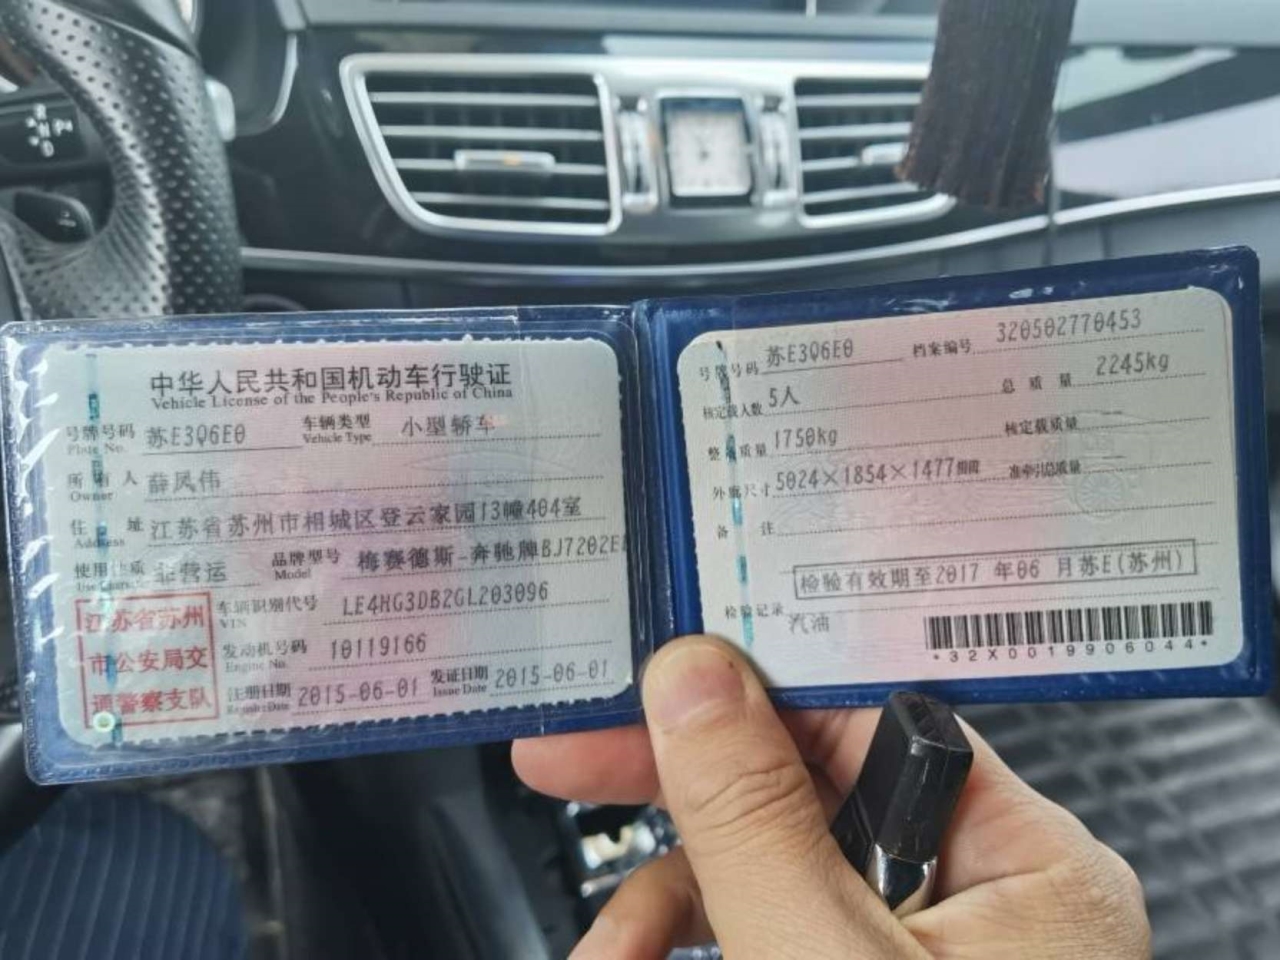 中华人民共和国机动车行驶证
Vehicle License of the People's Republic of China
号牌号码 苏E3Q6E0 车辆类型 小型轿车
Plate No. Vehicle Type
所有人 薛凤伟
Owner
住址 江苏省苏州市相城区登云家园13幢404室
Address
使用性质 非营运 品牌型号 梅赛德斯-奔驰牌BJ7202E
Use Character Model
江苏省苏州
市公安局交
通警察支队
车辆识别代号 LE4HG3DB2GL203096
VIN
发动机号码 10119166
Engine No.
注册日期 2015-06-01 发证日期 2015-06-01
Register Date Issue Date
号牌号码 苏E3Q6E0 档案编号 320502770453
核定载人数 5人 总质量 2245kg
整备质量 1750kg 核定载质量
外廓尺寸 5024×1854×1477 准牵引总质量
备注
检验有效期至2017 年06 月苏E(苏州)
检验记录
汽油
*32X0019906044*